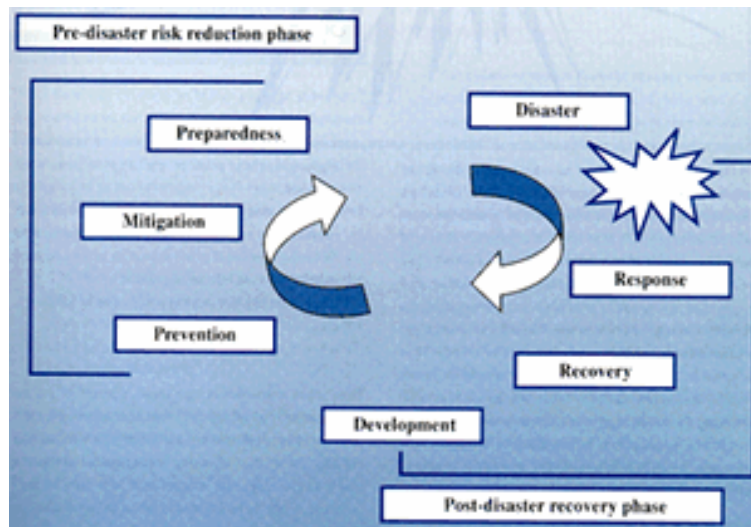 Pre-disaster risk reduction phase
Disaster
Preparedness
Mitigation
Response
Prevention
Recovery
Development
Post-disaster recovery phase